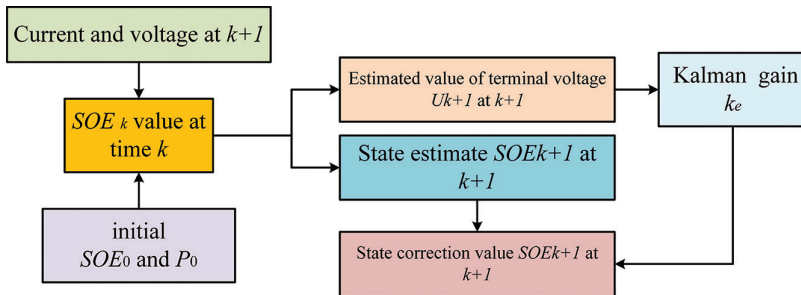 Current and voltage at k+1
SOE k value at
time k
initial
SOE0 and P0
Estimated value of terminal voltage
Uk+1 at k+1
State estimate SOEk+1 at
k+1
State correction value SOEk+1 at
k+1
Kalman gain
ke